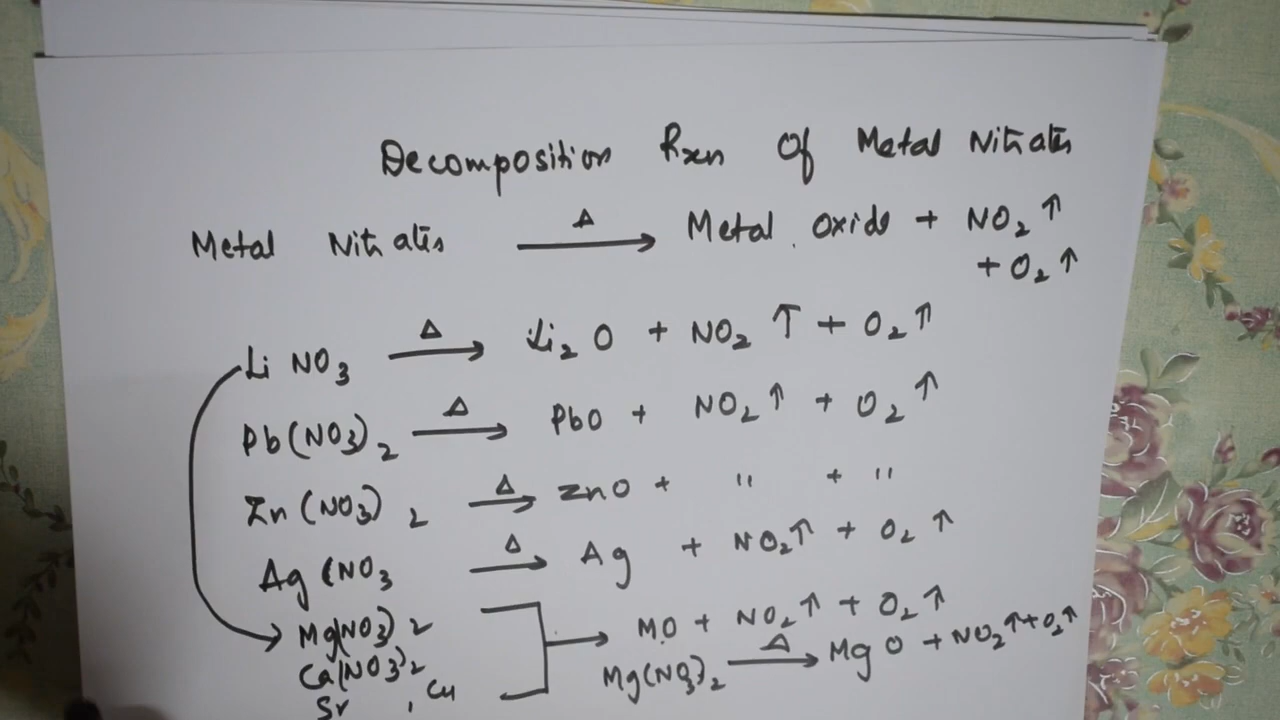 Decomposition Rxn Of Metal Nitrates
Metal Nitrates Δ → Metal Oxide + NO₂ ↑
+ O₂ ↑
Li NO₃ Δ → Li₂O + NO₂ ↑ + O₂ ↑
Pb(NO₃)₂ Δ → PbO + NO₂ ↑ + O₂ ↑
Zn(NO₃)₂ Δ → ZnO + " + "
Ag (NO₃ Δ → Ag + NO₂↑ + O₂ ↑
Mg(NO₃)₂ → MO + NO₂ ↑ + O₂ ↑
Ca(NO₃)₂ Mg(NO₃)₂ Δ → MgO + NO₂↑ + O₂↑
Sr , Cu